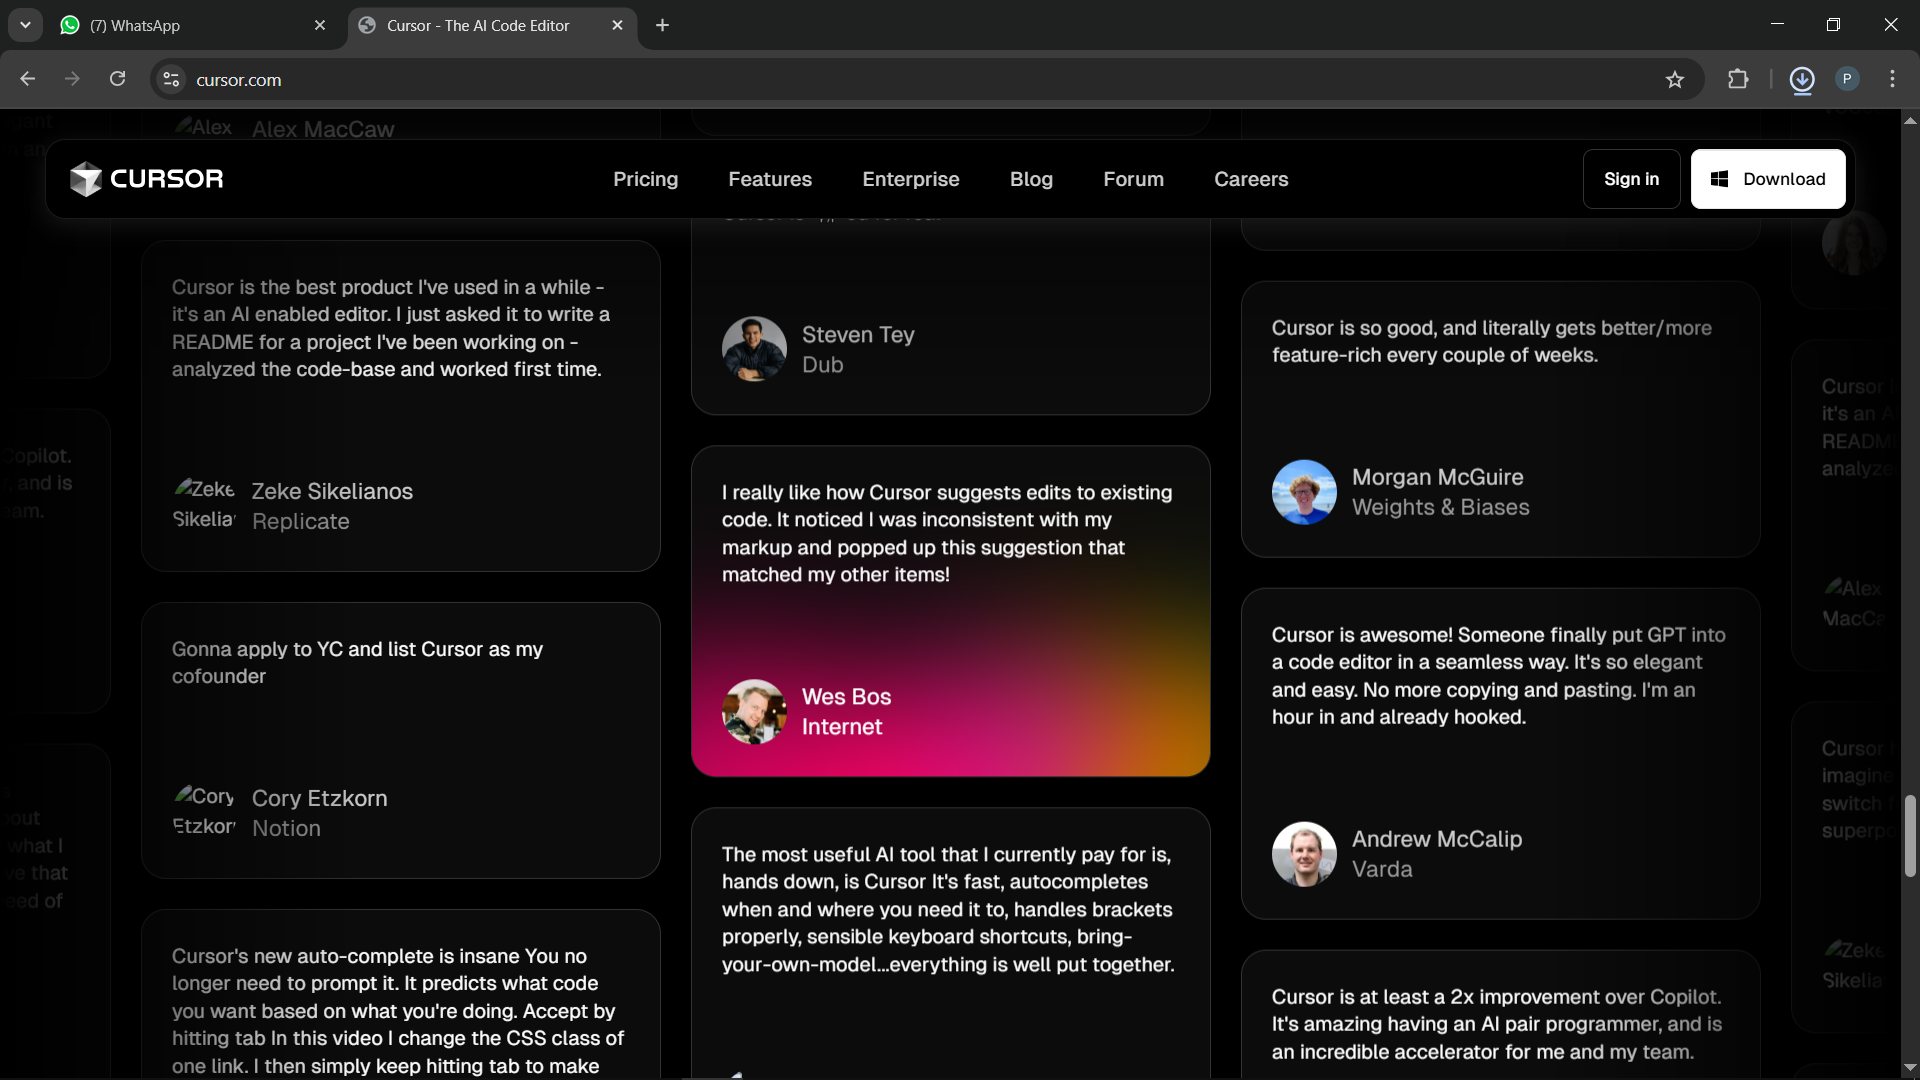 (7) WhatsApp
Cursor - The AI Code Editor
cursor.com
P
Alex
Alex MacCaw
CURSOR
Pricing
Features
Enterprise
Blog
Forum
Careers
Sign in
Download
Cursor is the best product I've used in a while -
it's an AI enabled editor. I just asked it to write a
README for a project I've been working on -
analyzed the code-base and worked first time.
Zeke
Zeke Sikelianos
Replicate
Gonna apply to YC and list Cursor as my
cofounder
Cory
Cory Etzkorn
Notion
Cursor's new auto-complete is insane You no
longer need to prompt it. It predicts what code
you want based on what you're doing. Accept by
hitting tab In this video I change the CSS class of
one link. I then simply keep hitting tab to make
Steven Tey
Dub
I really like how Cursor suggests edits to existing
code. It noticed I was inconsistent with my
markup and popped up this suggestion that
matched my other items!
Wes Bos
Internet
The most useful AI tool that I currently pay for is,
hands down, is Cursor It's fast, autocompletes
when and where you need it to, handles brackets
properly, sensible keyboard shortcuts, bring-
your-own-model...everything is well put together.
Cursor is so good, and literally gets better/more
feature-rich every couple of weeks.
Morgan McGuire
Weights & Biases
Cursor is awesome! Someone finally put GPT into
a code editor in a seamless way. It's so elegant
and easy. No more copying and pasting. I'm an
hour in and already hooked.
Andrew McCalip
Varda
Cursor is at least a 2x improvement over Copilot.
It's amazing having an AI pair programmer, and is
an incredible accelerator for me and my team.
Copilot.
, and is
what I
ve that
Cursor
it's an
Alex
Cursor
imagine
switch
Zeke